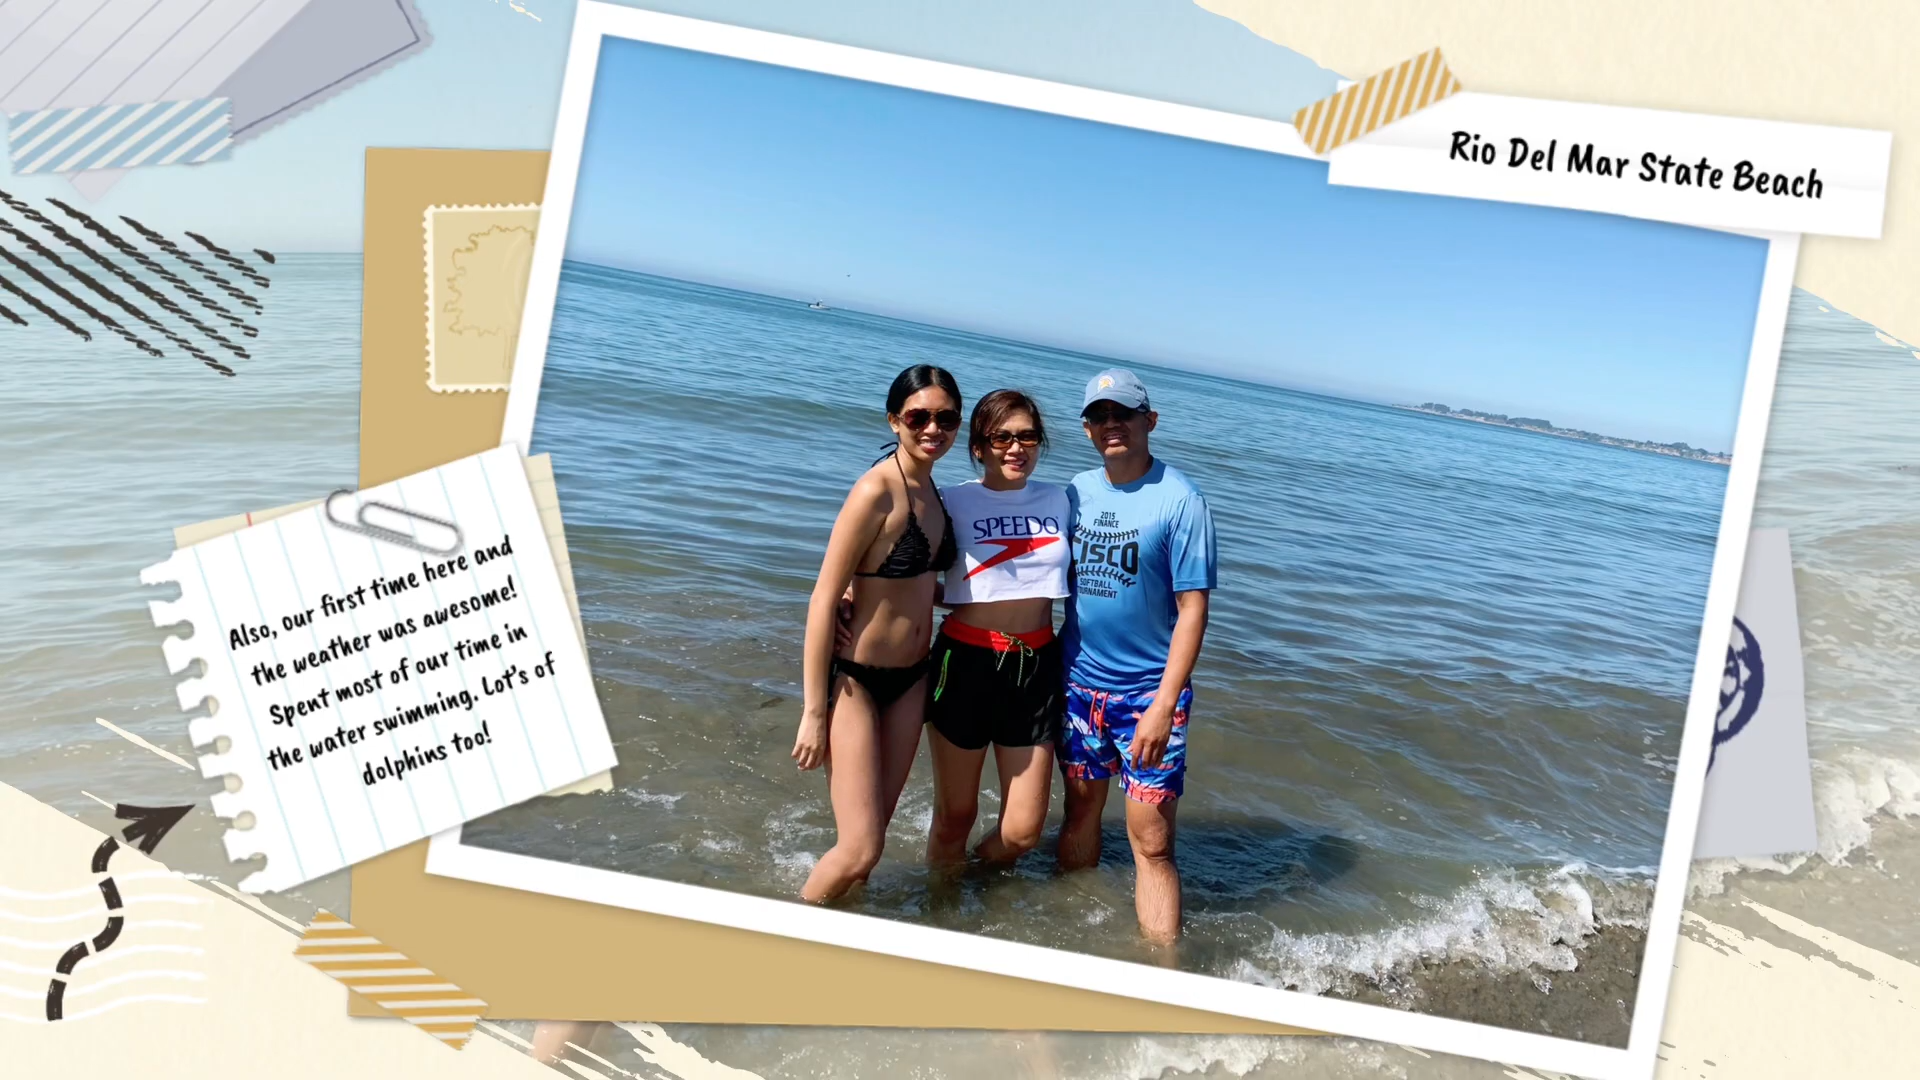 Rio Del Mar State Beach
Also, our first time here and
the weather was awesome!
Spent most of our time in
the water swimming. Lot's of
dolphins too!
SPEEDO
2015
FINANCE
CISCO
SOFTBALL
TOURNAMENT